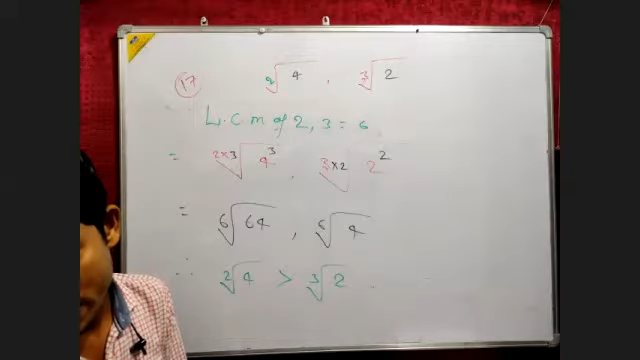 17 ²√4 , ³√2
L.C.m of 2, 3 = 6
= ²ˣ³√4³ , ³ˣ²√2²
= ⁶√64 , ⁶√4
∴ ²√4 > ³√2